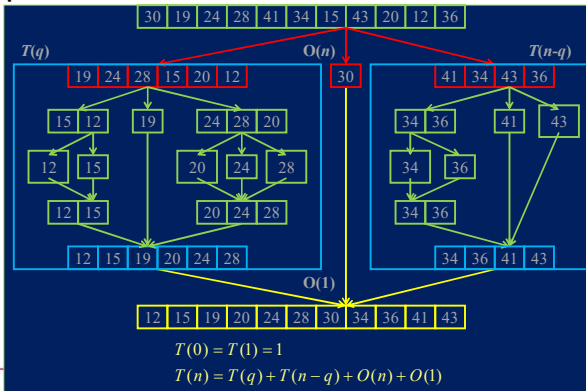 30 19 24 28 41 34 15 43 20 12 36
T(q) O(n) T(n-q)
19 24 28 15 20 12 30 41 34 43 36
15 12 19 24 28 20 34 36 41 43
12 15 20 24 28 34 36
12 15 20 24 28 34 36
12 15 19 20 24 28 34 36 41 43
O(1)
12 15 19 20 24 28 30 34 36 41 43
T(0) = T(1) = 1
T(n) = T(q) + T(n − q) + O(n) + O(1)